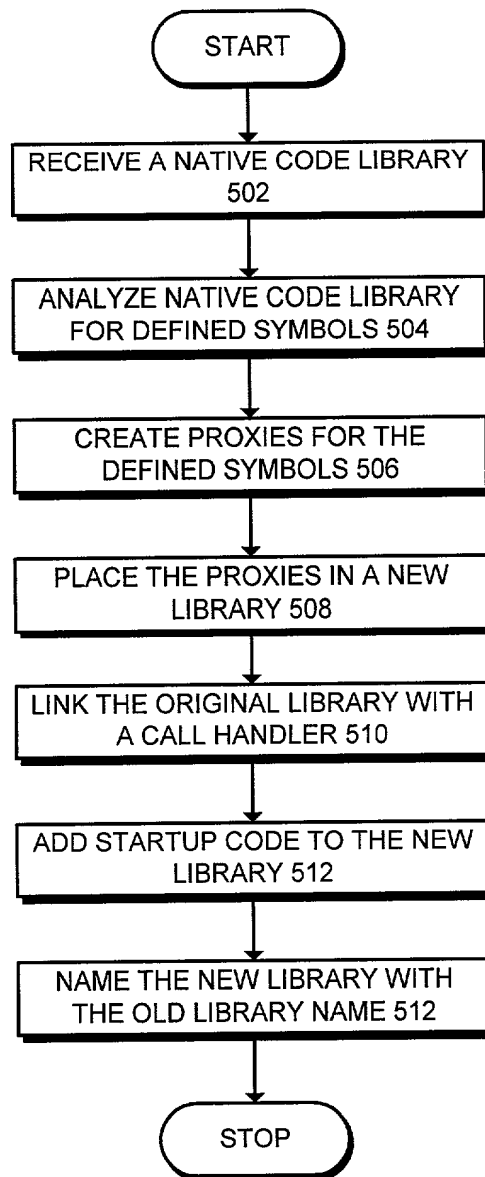 START
RECEIVE A NATIVE CODE LIBRARY
502
ANALYZE NATIVE CODE LIBRARY
FOR DEFINED SYMBOLS 504
CREATE PROXIES FOR THE
DEFINED SYMBOLS 506
PLACE THE PROXIES IN A NEW
LIBRARY 508
LINK THE ORIGINAL LIBRARY WITH
A CALL HANDLER 510
ADD STARTUP CODE TO THE NEW
LIBRARY 512
NAME THE NEW LIBRARY WITH
THE OLD LIBRARY NAME 512
STOP